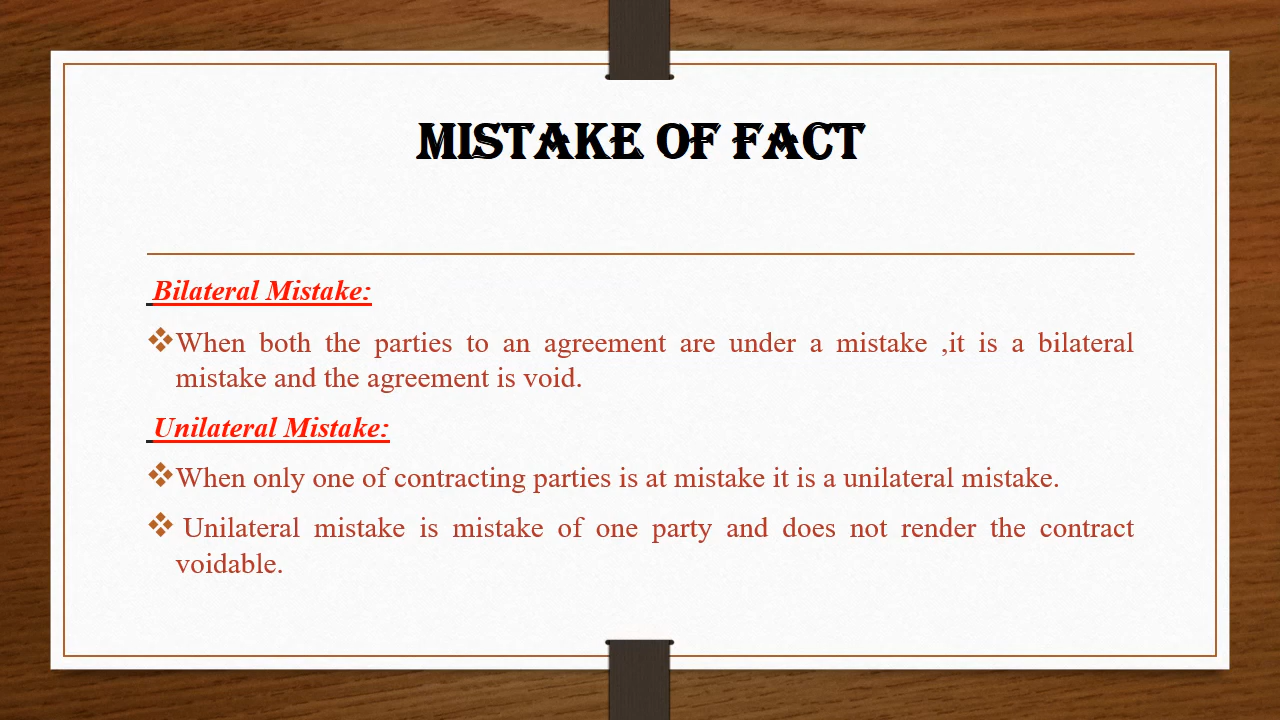 MISTAKE OF FACT
Bilateral Mistake:
❖When both the parties to an agreement are under a mistake ,it is a bilateral
mistake and the agreement is void.
Unilateral Mistake:
❖When only one of contracting parties is at mistake it is a unilateral mistake.
❖ Unilateral mistake is mistake of one party and does not render the contract
voidable.